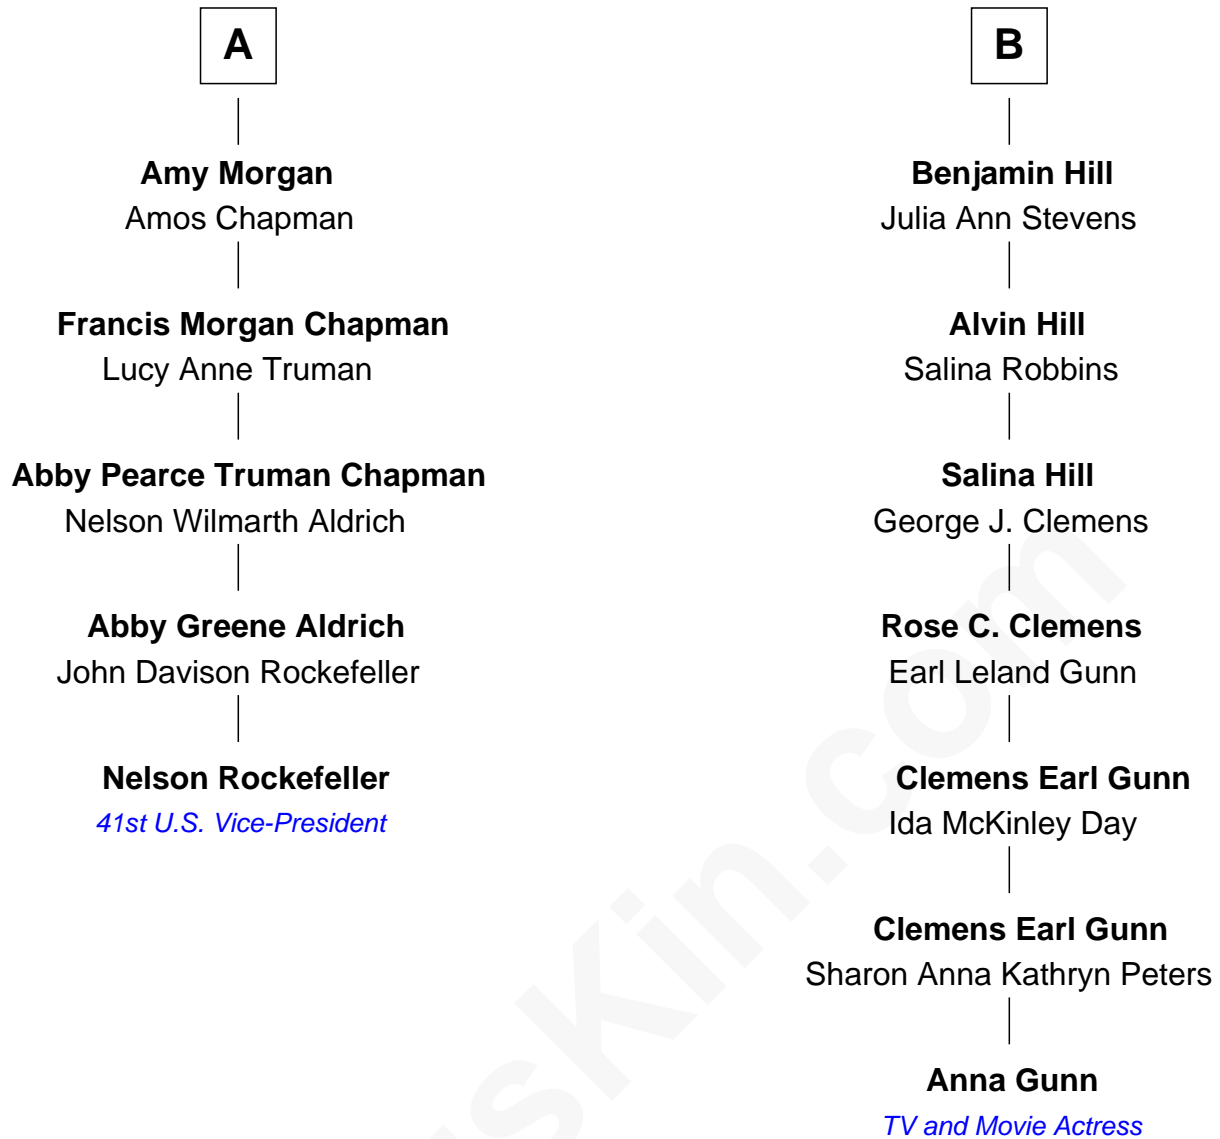 A
Amy Morgan
Amos Chapman
Francis Morgan Chapman
Lucy Anne Truman
Abby Pearce Truman Chapman
Nelson Wilmarth Aldrich
Abby Greene Aldrich
John Davison Rockefeller
Nelson Rockefeller
41st U.S. Vice-President
B
Benjamin Hill
Julia Ann Stevens
Alvin Hill
Salina Robbins
Salina Hill
George J. Clemens
Rose C. Clemens
Earl Leland Gunn
Clemens Earl Gunn
Ida McKinley Day
Clemens Earl Gunn
Sharon Anna Kathryn Peters
Anna Gunn
TV and Movie Actress
sKin.com